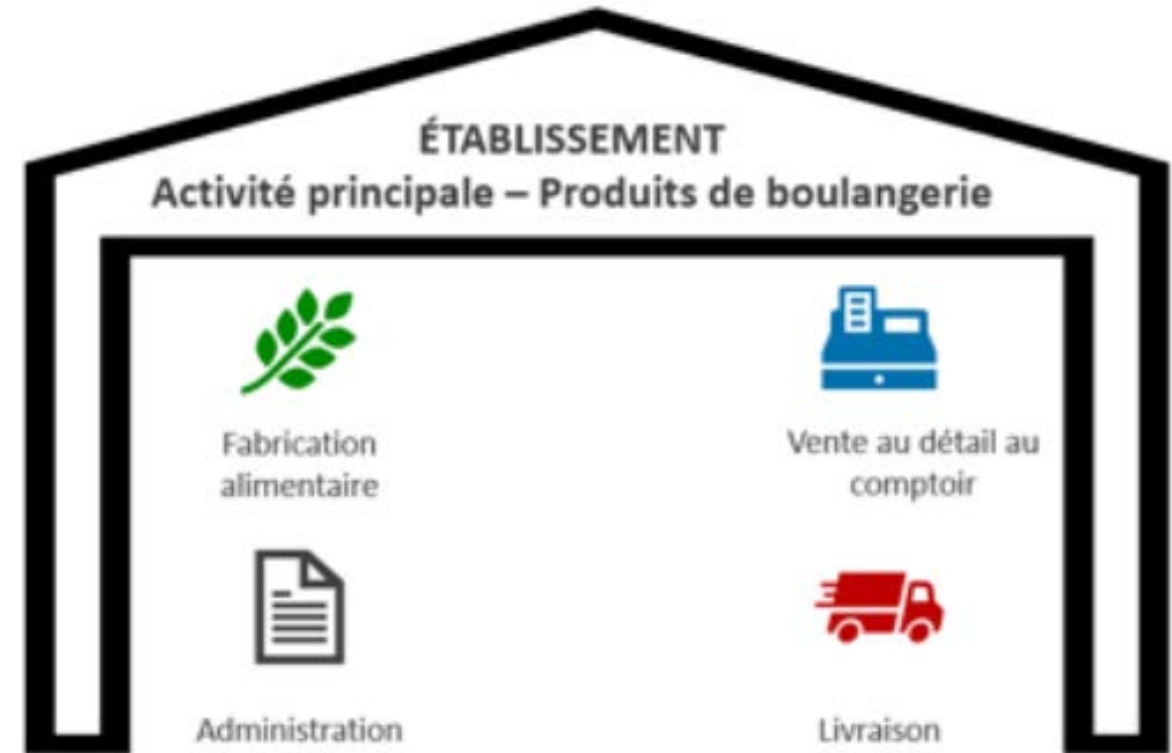 ÉTABLISSEMENT
Activité principale – Produits de boulangerie
Fabrication
alimentaire
Vente au détail au
comptoir
Administration
Livraison